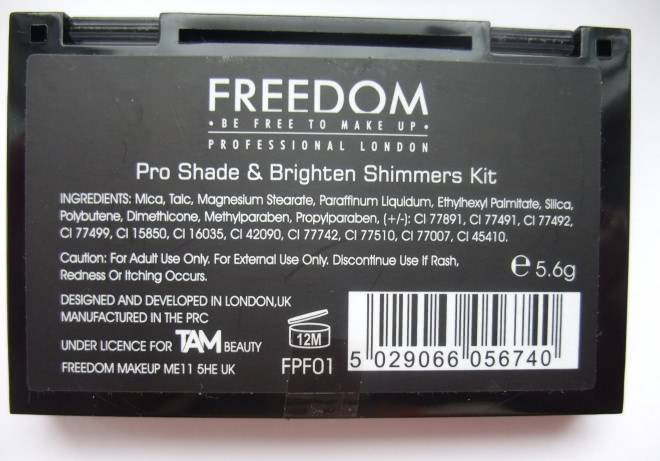 FREEDOM
• BE FREE TO MAKE UP •
PROFESSIONAL LONDON
Pro Shade & Brighten Shimmers Kit
INGREDIENTS: Mica, Talc, Magnesium Stearate, Paraffinum Liquidum, Ethylhexyl Palmitate, Silica,
Polybutene, Dimethicone, Methylparaben, Propylparaben, (+/-): CI 77891, CI 77491, CI 77492,
CI 77499, CI 15850, CI 16035, CI 42090, CI 77742, CI 77510, CI 77007, CI 45410.
Caution: For Adult Use Only. For External Use Only. Discontinue Use If Rash,
Redness Or Itching Occurs.
℮ 5.6g
DESIGNED AND DEVELOPED IN LONDON,UK
MANUFACTURED IN THE PRC
UNDER LICENCE FOR TAM BEAUTY
FREEDOM MAKEUP ME11 5HE UK
12M
FPF01
5 029066 056740